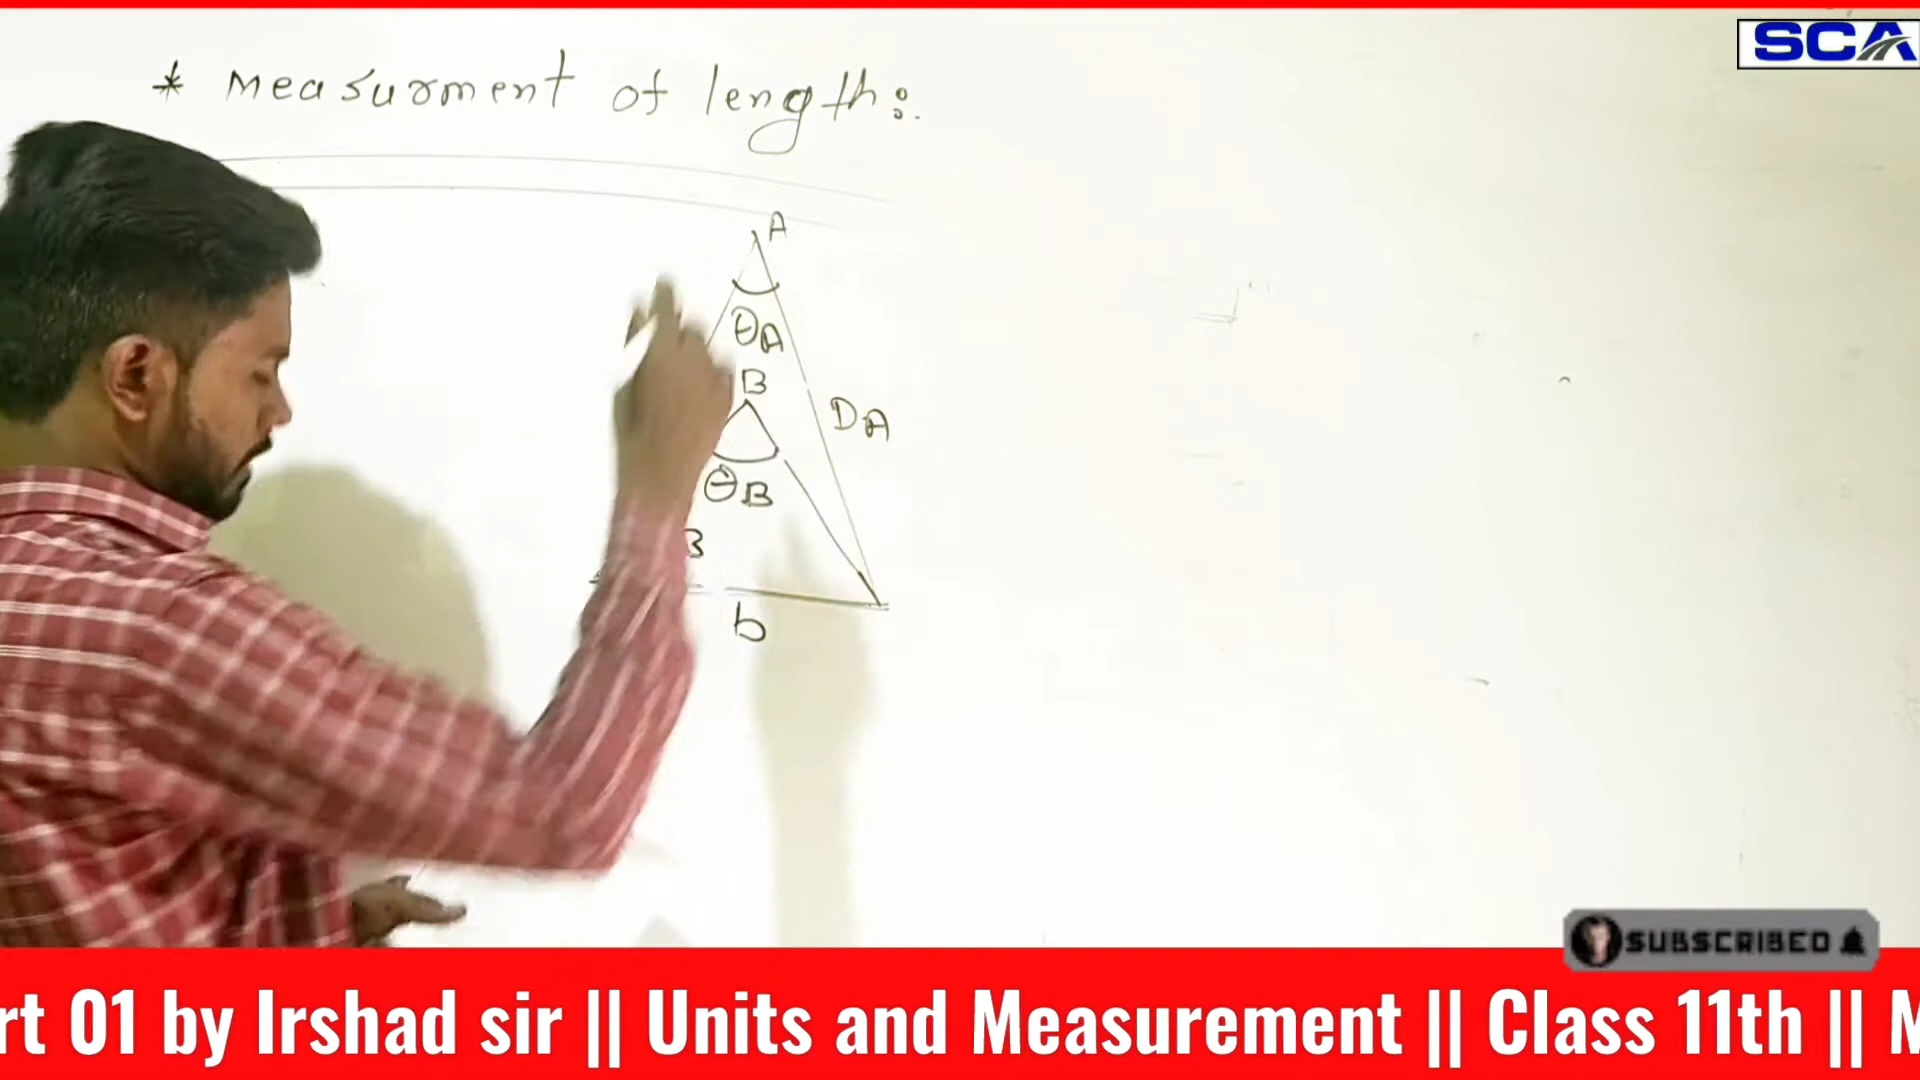 SCA
* measurment of length:
A
θA
B
DA
θB
B
b
SUBSCRIBED
rt 01 by Irshad sir || Units and Measurement || Class 11th || M